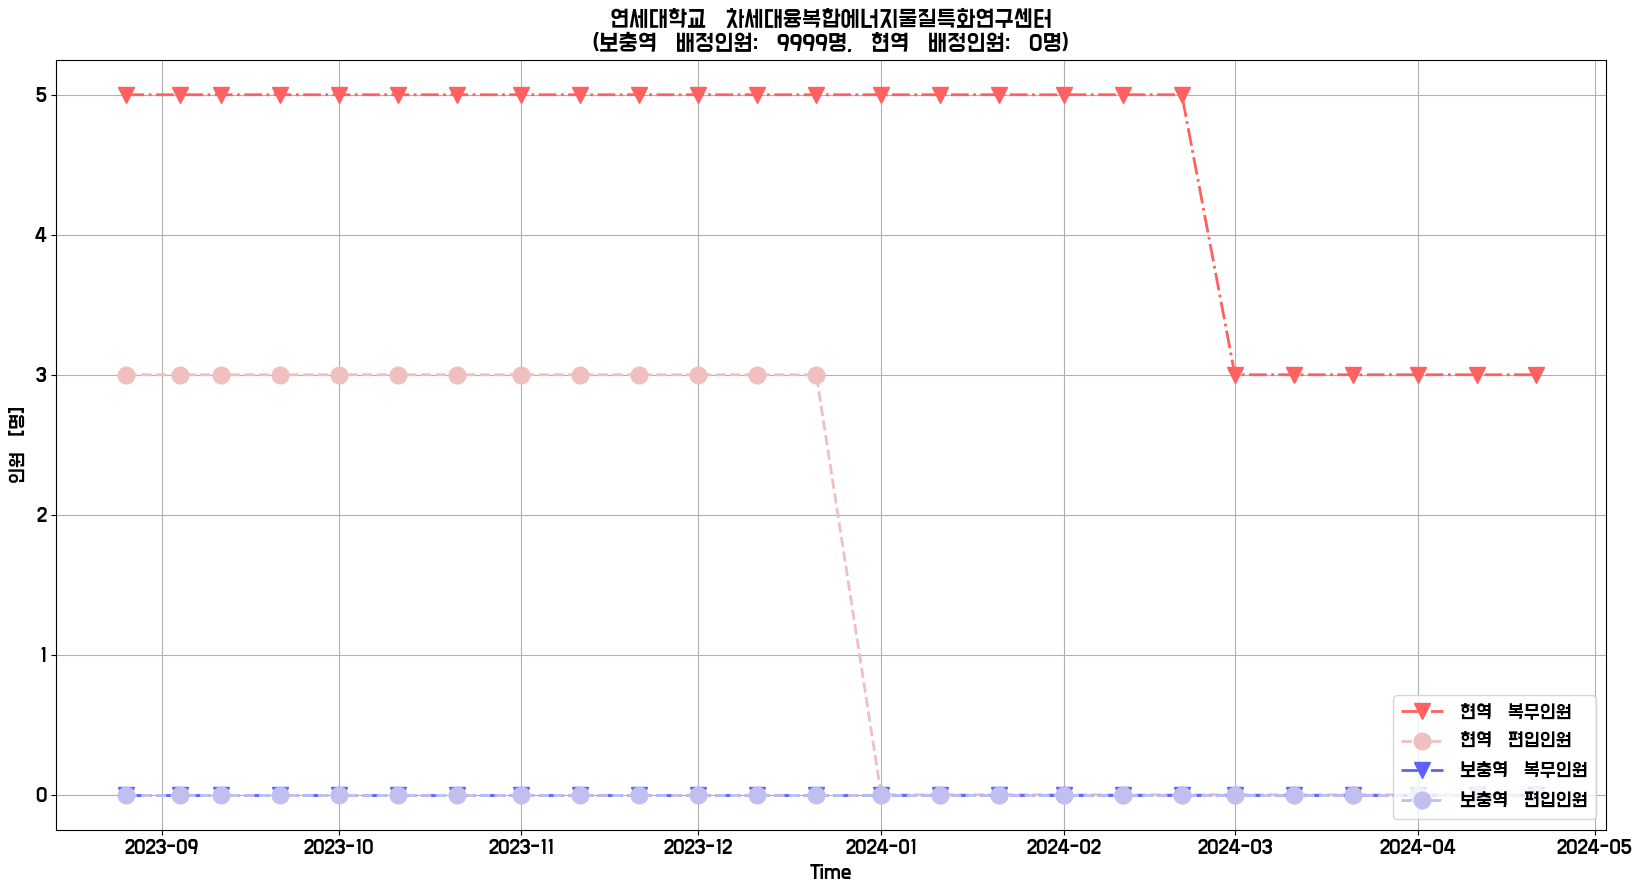 연세대학교 차세대융복합에너지물질특화연구센터
(보충역 배정인원: 9999명, 현역 배정인원: 0명)
인원 [명]
5
4
3
2
1
0
현역 복무인원
현역 편입인원
보충역 복무인원
보충역 편입인원
2023-09 2023-10 2023-11 2023-12 2024-01 2024-02 2024-03 2024-04 2024-05
Time